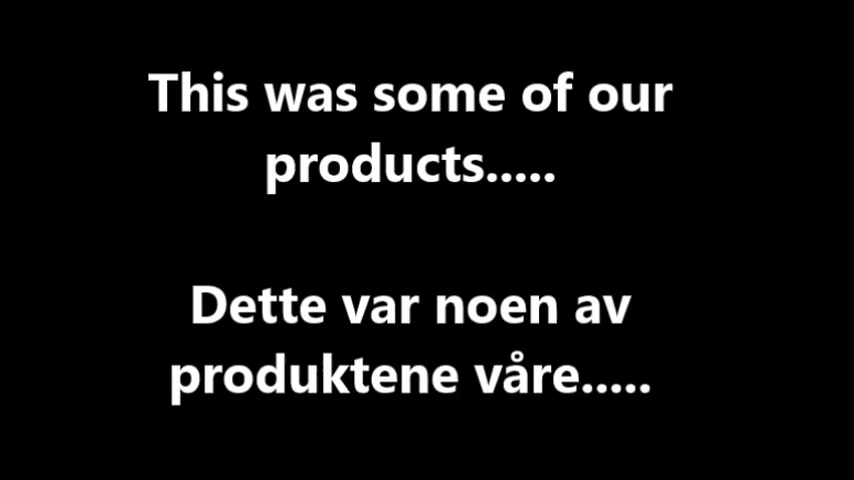 This was some of our
products.....
Dette var noen av
produktene våre.....